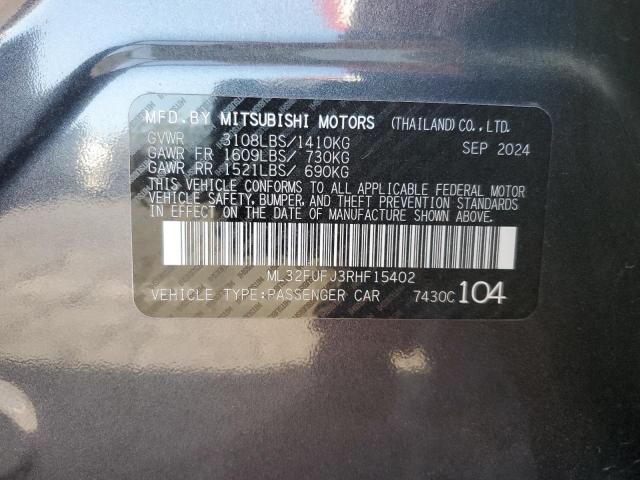 MFD.BY MITSUBISHI MOTORS (THAILAND) CO., LTD.
GVWR 3108LBS/1410KG SEP 2024
GAWR FR 1609LBS/ 730KG
GAWR RR 1521LBS/ 690KG
THIS VEHICLE CONFORMS TO ALL APPLICABLE FEDERAL MOTOR
VEHICLE SAFETY, BUMPER, AND THEFT PREVENTION STANDARDS
IN EFFECT ON THE DATE OF MANUFACTURE SHOWN ABOVE.
ML32FUFJ3RHF15402
VEHICLE TYPE:PASSENGER CAR 7430C 104